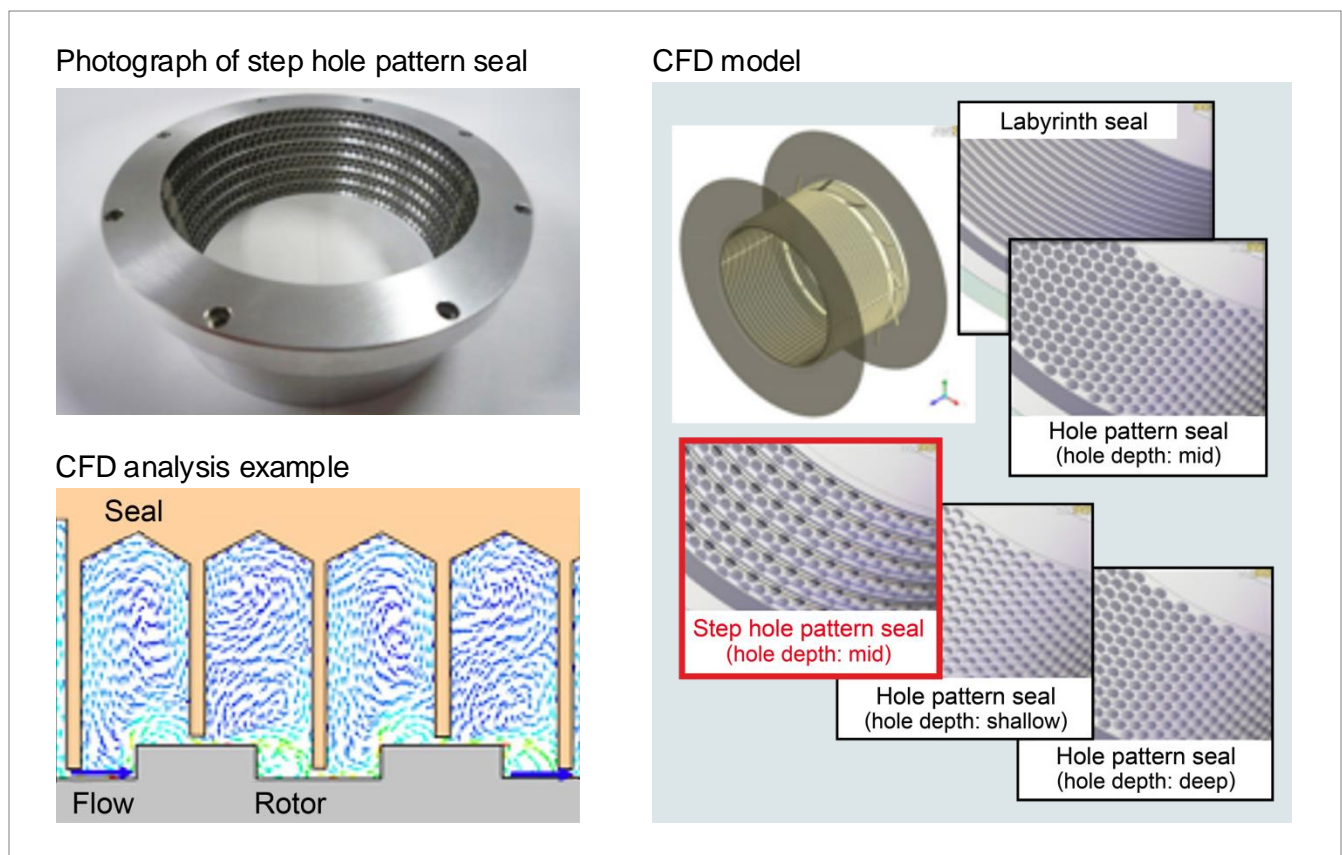 Photograph of step hole pattern seal
CFD analysis example
Seal
Flow
Rotor
CFD model
Labyrinth seal
Hole pattern seal
(hole depth: mid)
Step hole pattern seal
(hole depth: mid)
Hole pattern seal
(hole depth: shallow)
Hole pattern seal
(hole depth: deep)